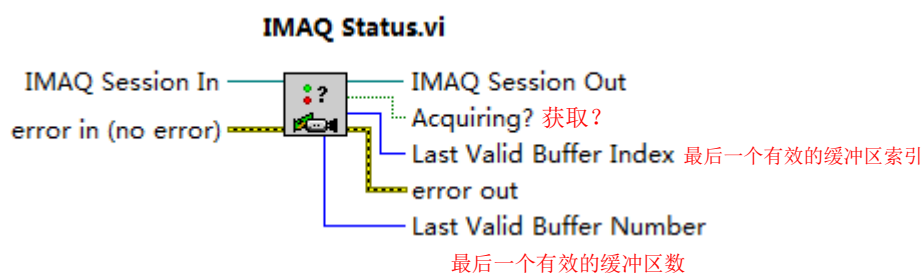 IMAQ Status.vi
IMAQ Session In
IMAQ Session Out
?
Acquiring? 获取？
error in (no error)
Last Valid Buffer Index 最后一个有效的缓冲区索引
error out
Last Valid Buffer Number
最后一个有效的缓冲区数